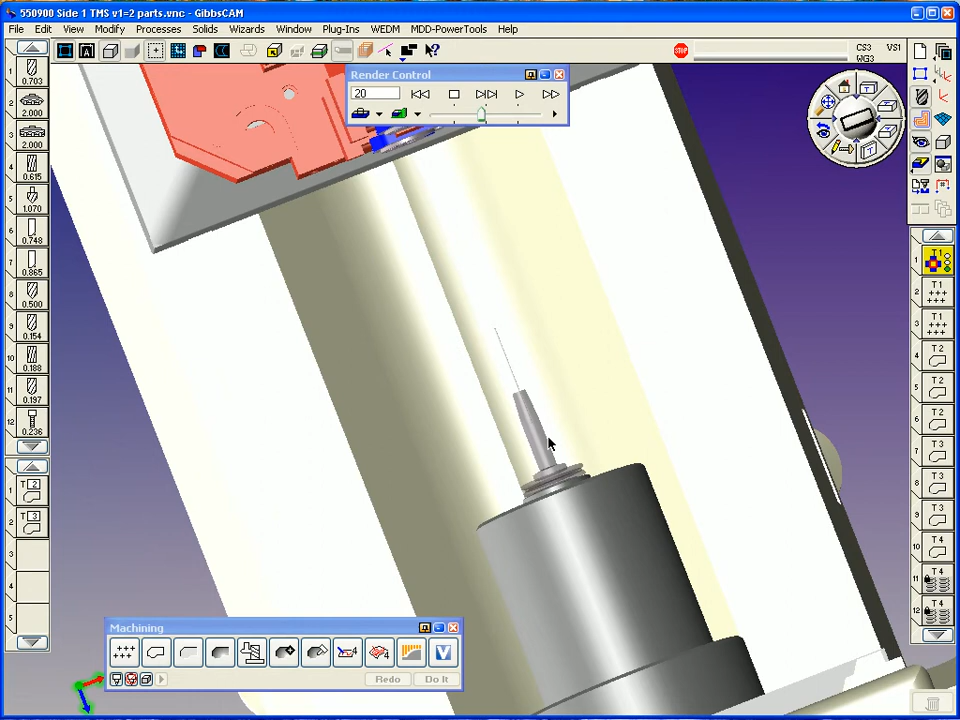 550900 Side 1 TMS v1=2 parts.vnc - GibbsCAM
File Edit View Modify Processes Solids Wizards Window Plug-Ins WEDM MDD-PowerTools Help
STOP
CS3 VS1
WG3
Render Control
20
1 0.703
2 2.000
3 2.000
4 0.615
5 1.070
6 0.748
7 0.865
8 0.500
9 0.154
10 0.188
11 0.197
12 0.236
1 T 2
2 T 3
3
4
5
1 T1
2 T1
3 T1
4 T2
5 T2
6 T2
7 T3
8 T3
9 T3
10 T4
11 T4
12 T4
Machining
Redo Do It